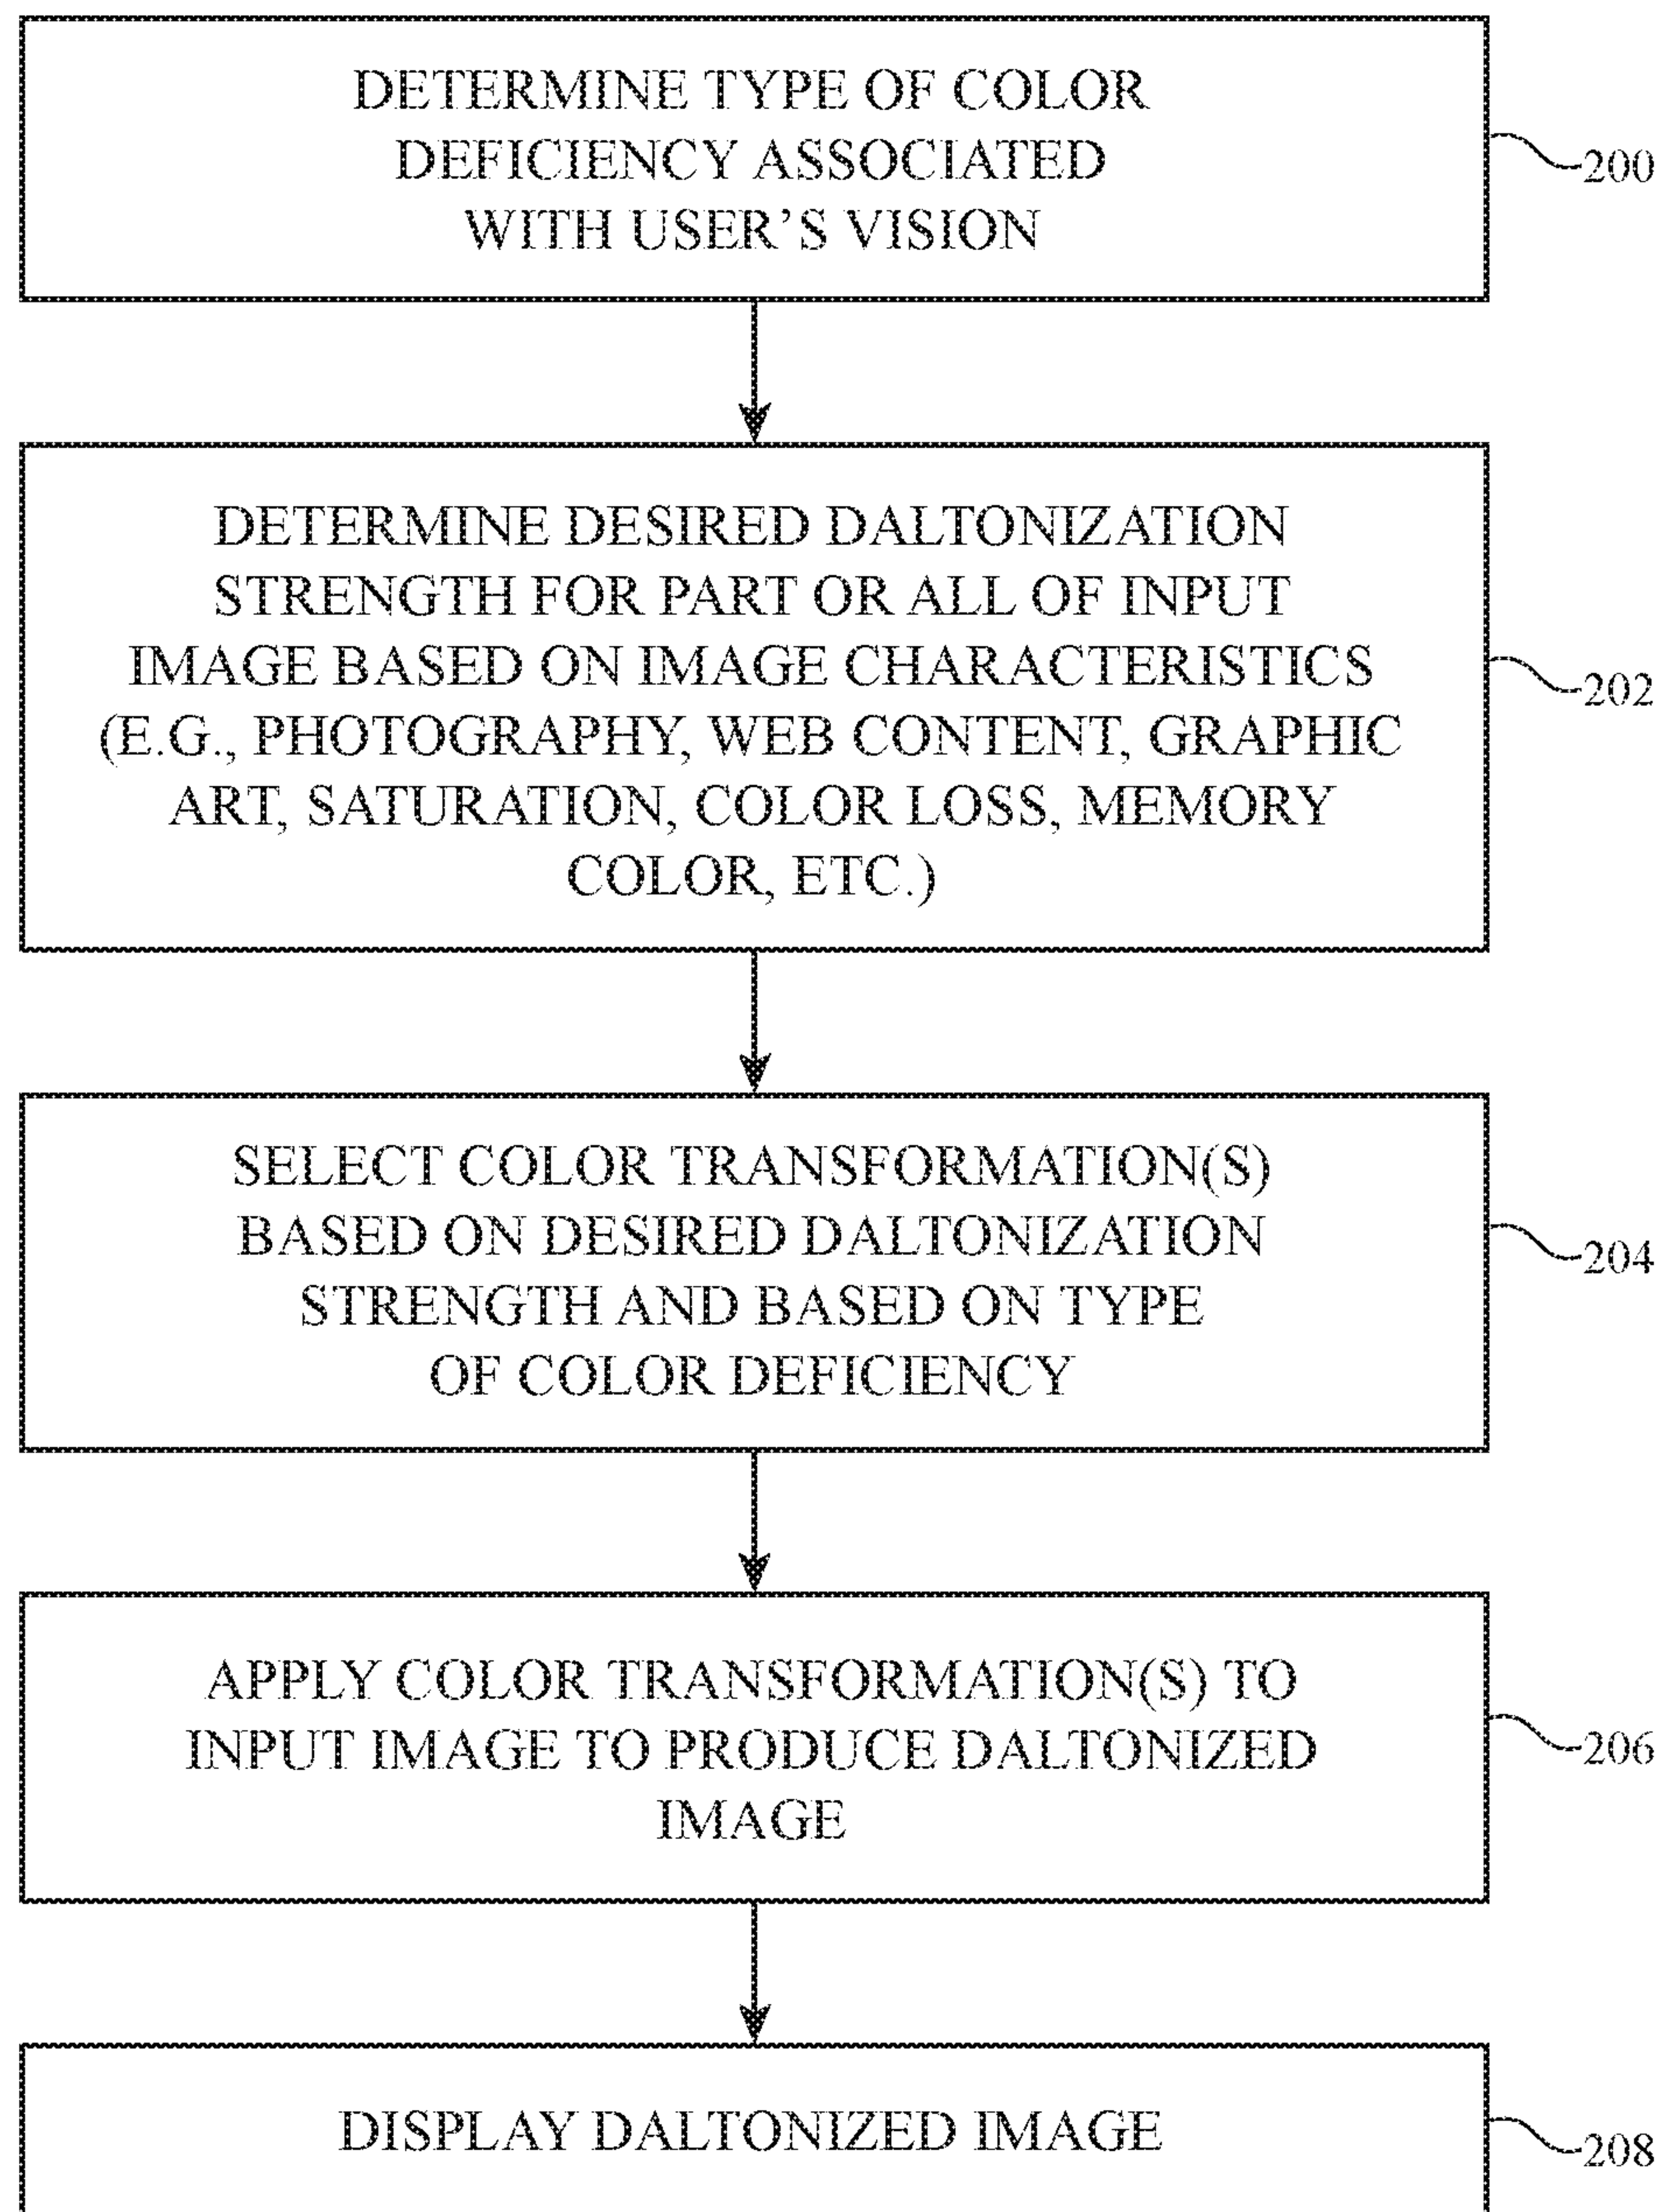 DETERMINE TYPE OF COLOR
DEFICIENCY ASSOCIATED
WITH USER'S VISION
200
DETERMINE DESIRED DALTONIZATION
STRENGTH FOR PART OR ALL OF INPUT
IMAGE BASED ON IMAGE CHARACTERISTICS
(E.G., PHOTOGRAPHY, WEB CONTENT, GRAPHIC
ART, SATURATION, COLOR LOSS, MEMORY
COLOR, ETC.)
202
SELECT COLOR TRANSFORMATION(S)
BASED ON DESIRED DALTONIZATION
STRENGTH AND BASED ON TYPE
OF COLOR DEFICIENCY
204
APPLY COLOR TRANSFORMATION(S) TO
INPUT IMAGE TO PRODUCE DALTONIZED
IMAGE
206
DISPLAY DALTONIZED IMAGE
208